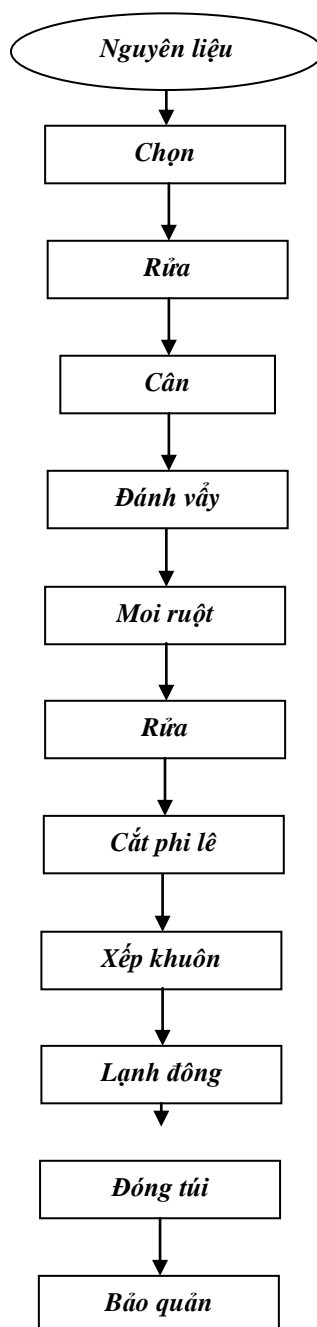 Nguyên liệu
Chọn
Rửa
Cân
Đánh vẩy
Moi ruột
Rửa
Cắt phi lê
Xếp khuôn
Lạnh đông
Đóng túi
Bảo quản